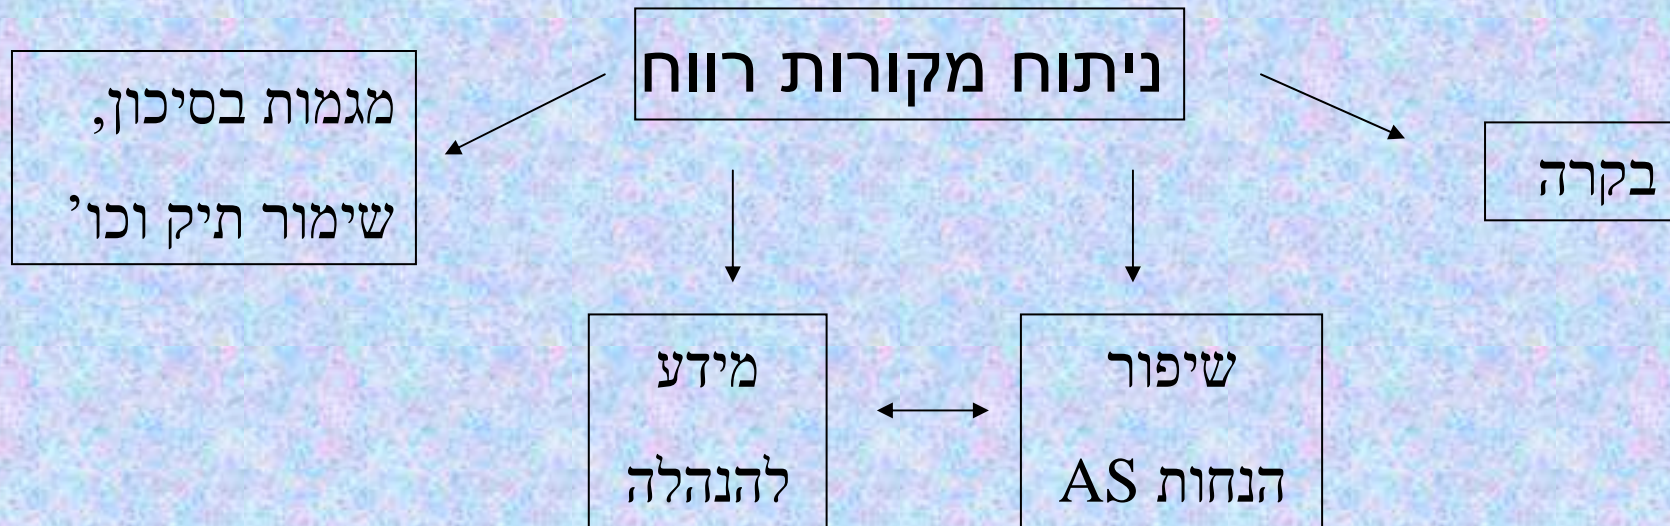 ניתוח מקורות רווח
בקרה
מגמות בסיכון,
שימור תיק וכו'
שיפור
הנחות AS
מידע
להנהלה